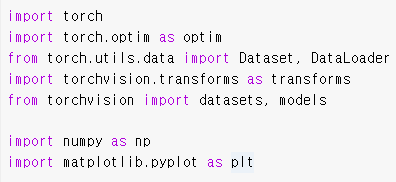 import torch
import torch.optim as optim
from torch.utils.data import Dataset, DataLoader
import torchvision.transforms as transforms
from torchvision import datasets, models
import numpy as np
import matplotlib.pyplot as plt